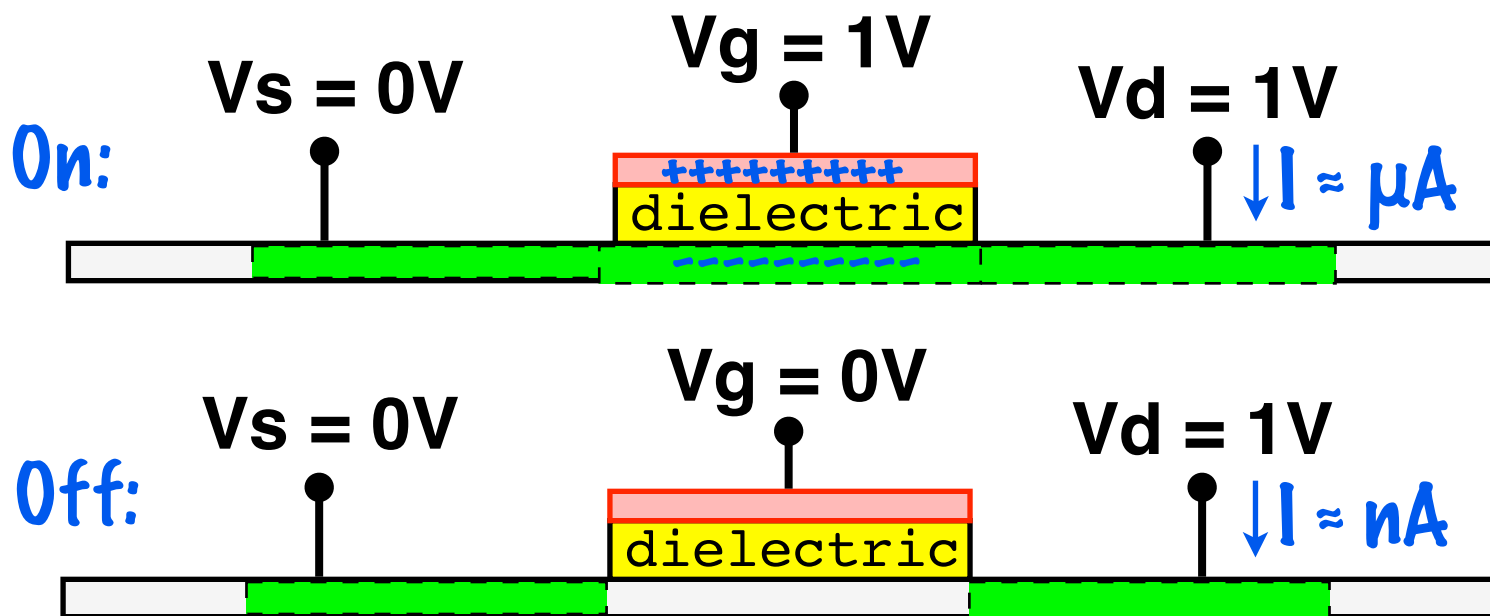 Vg = 1V
Vs = 0V
Vd = 1V
On:
+++++++++
I ≈ μA
dielectric
----------
Vg = 0V
Vs = 0V
Vd = 1V
Off:
I ≈ nA
dielectric